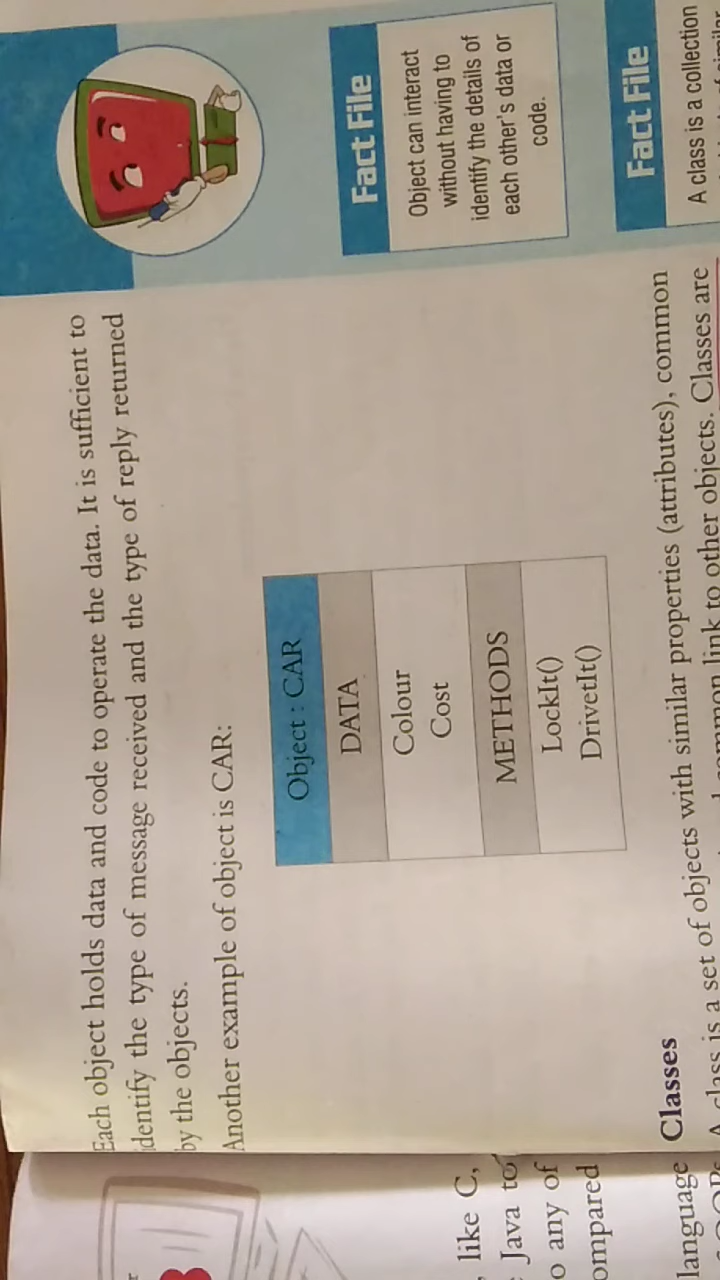 Each object holds data and code to operate the data. It is sufficient to
identify the type of message received and the type of reply returned
by the objects.
Another example of object is CAR:
Object : CAR
DATA
Colour
Cost
METHODS
LockIt()
DrivetIt()
Classes
A class is a set of objects with similar properties (attributes), common
common link to other objects. Classes are
Fact File
Object can interact
without having to
identify the details of
each other's data or
code.
Fact File
A class is a collection
like C,
Java to
any of
language